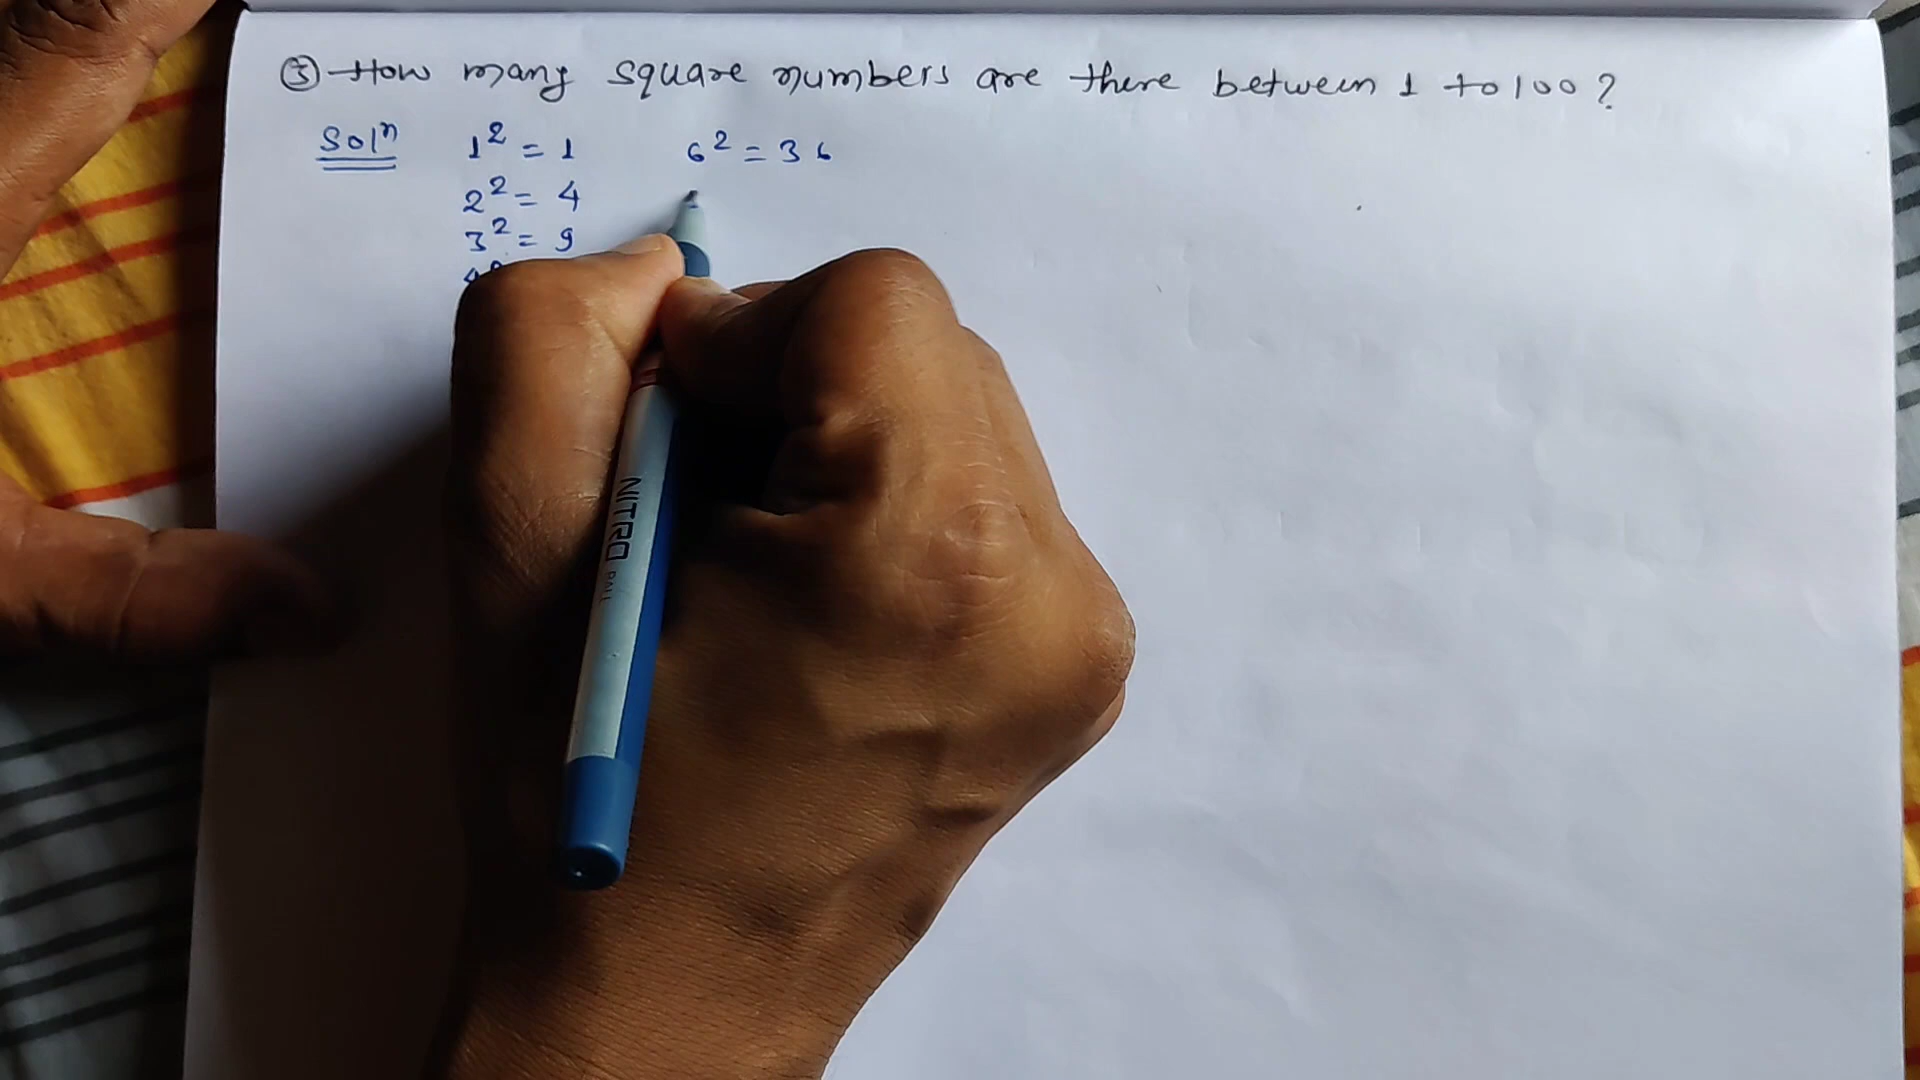 ③ How many square numbers are there between 1 to 100?
Solⁿ 1² = 1 6² = 36
2² = 4
3² = 9
NITRO BALL